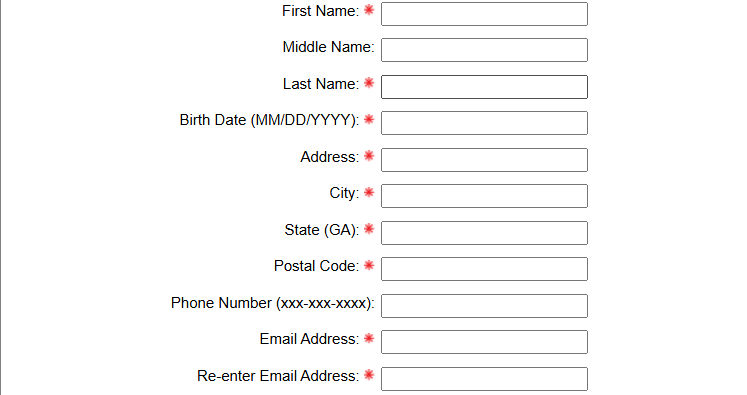 First Name: *
Middle Name:
Last Name: *
Birth Date (MM/DD/YYYY): *
Address: *
City: *
State (GA): *
Postal Code: *
Phone Number (xxx-xxx-xxxx):
Email Address: *
Re-enter Email Address: *